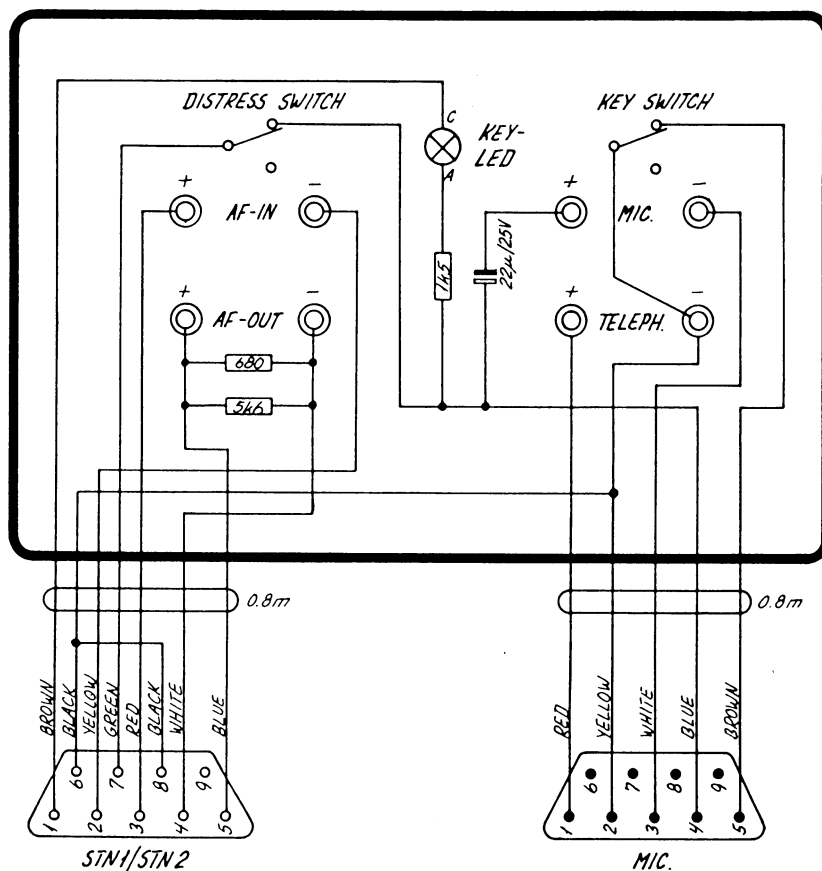 DISTRESS SWITCH
KEY SWITCH
C
KEY-
LED
A
+ AF-IN -
+ MIC. -
1k5
22µ/25V
+ AF-OUT -
+ TELEPH. -
680
5k6
0.8m
0.8m
BROWN
BLACK
YELLOW
GREEN
RED
BLACK
WHITE
BLUE
RED
YELLOW
WHITE
BLUE
BROWN
6 7 8 9
6 7 8 9
1 2 3 4 5
1 2 3 4 5
STN1/STN2
MIC.